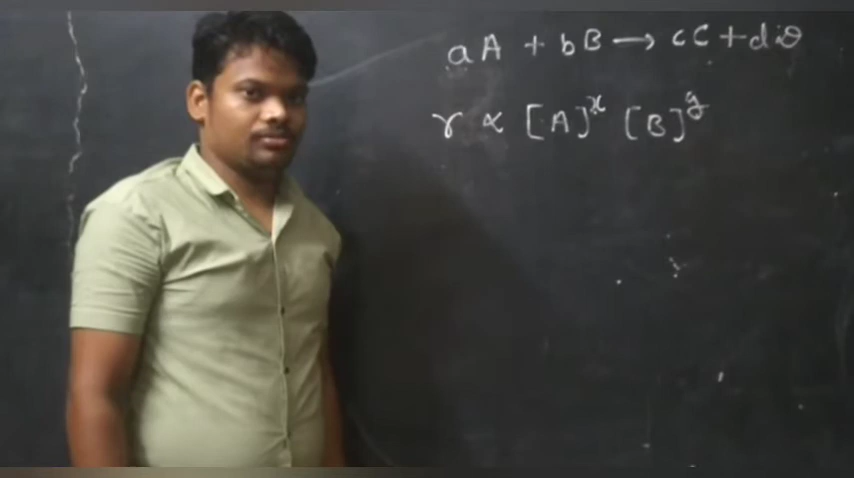 aA + bB → cC + dD
r ∝ [A]^x [B]^y